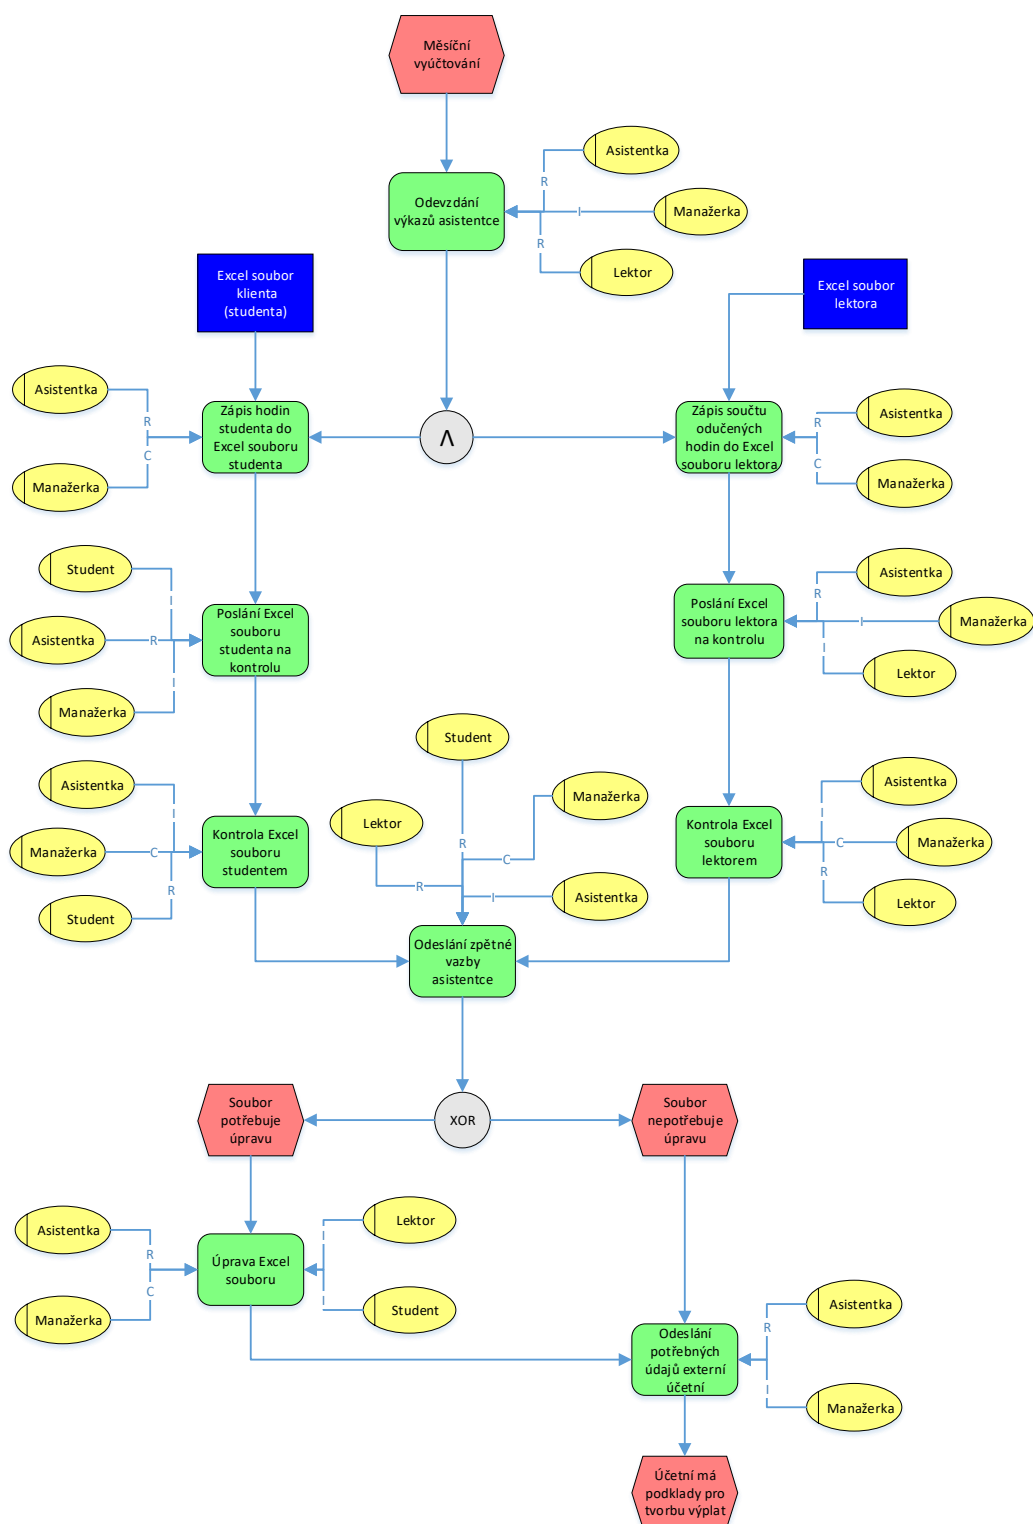 Měsíční
vyúčtování
Asistentka
R
Odevzdání
výkazů asistentce
I
Manažerka
R
Lektor
Excel soubor
klienta
(studenta)
Excel soubor
lektora
Asistentka
R
C
Manažerka
Zápis hodin
studenta do
Excel souboru
studenta
Λ
Zápis součtu
odučených
hodin do Excel
souboru lektora
Asistentka
R
C
Manažerka
Student
I
Asistentka
R
I
Manažerka
Poslání Excel
souboru
studenta na
kontrolu
Poslání Excel
souboru lektora
na kontrolu
Asistentka
R
I
Manažerka
I
Lektor
Student
R
Manažerka
C
Lektor
R
Asistentka
I
Asistentka
I
Manažerka
C
R
Student
Kontrola Excel
souboru
studentem
Kontrola Excel
souboru
lektorem
Asistentka
I
C
Manažerka
R
Lektor
Odeslání zpětné
vazby
asistentce
Soubor
potřebuje
úpravu
XOR
Soubor
nepotřebuje
úpravu
Asistentka
R
C
Manažerka
Úprava Excel
souboru
Lektor
I
I
Student
Odeslání
potřebných
údajů externí
účetní
Asistentka
R
I
Manažerka
Účetní má
podklady pro
tvorbu výplat